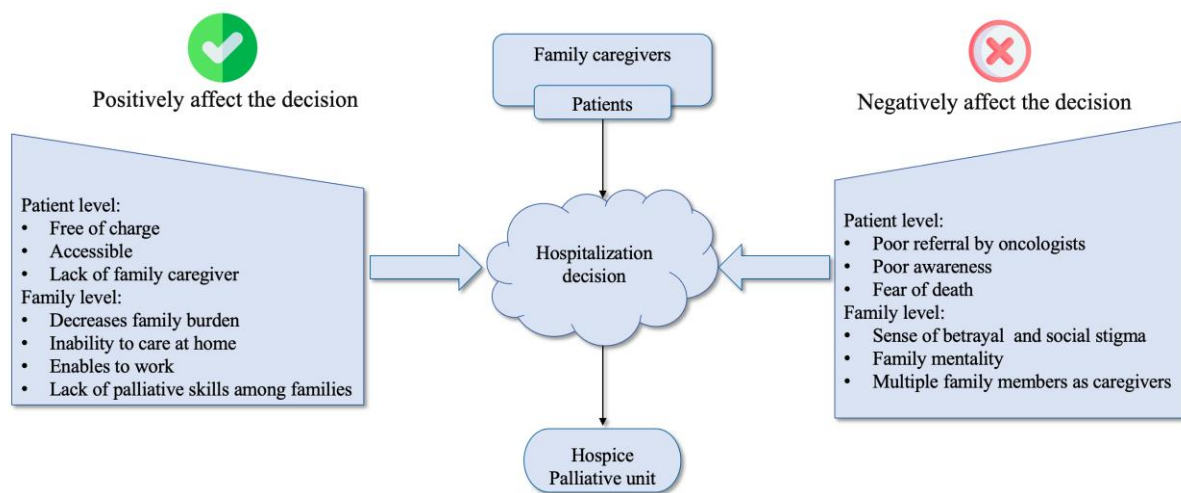 Positively affect the decision
Patient level:
• Free of charge
• Accessible
• Lack of family caregiver
Family level:
• Decreases family burden
• Inability to care at home
• Enables to work
• Lack of palliative skills among families
Family caregivers
Patients
Hospitalization
decision
Hospice
Palliative unit
Negatively affect the decision
Patient level:
• Poor referral by oncologists
• Poor awareness
• Fear of death
Family level:
• Sense of betrayal and social stigma
• Family mentality
• Multiple family members as caregivers